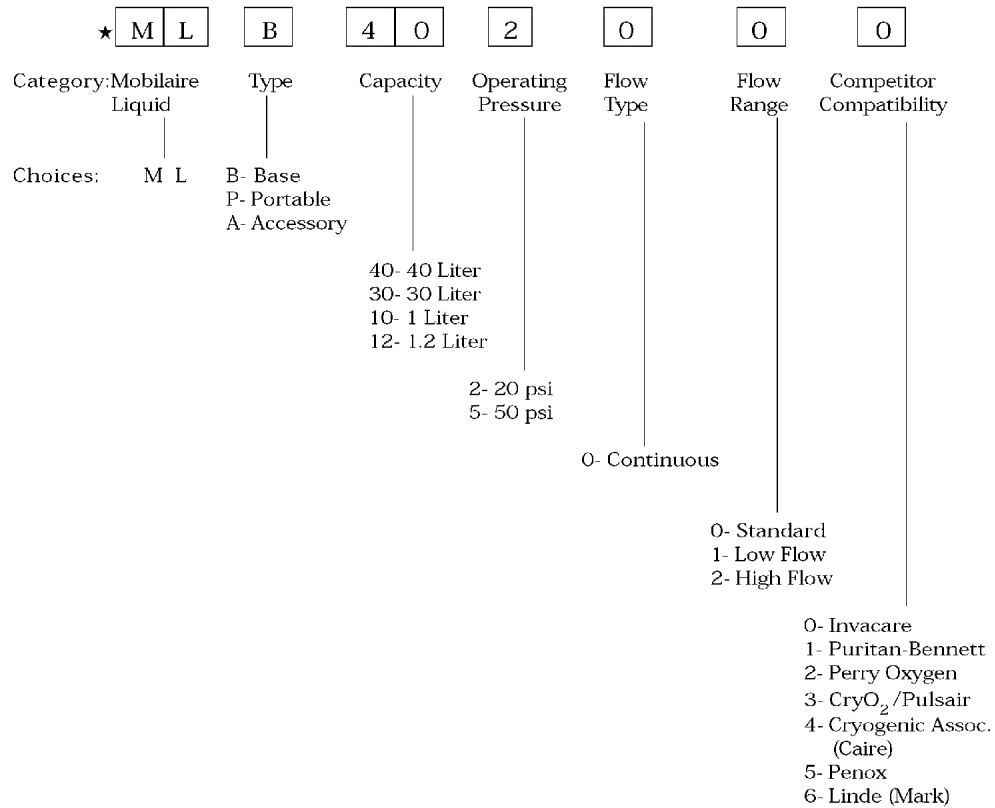 ★ M L B 4 0 2 0 0 0
Category: Mobilaire Type Capacity Operating Flow Flow Competitor
Liquid Pressure Type Range Compatibility
Choices: M L B- Base
P- Portable
A- Accessory
40- 40 Liter
30- 30 Liter
10- 1 Liter
12- 1.2 Liter
2- 20 psi
5- 50 psi
0- Continuous
0- Standard
1- Low Flow
2- High Flow
0- Invacare
1- Puritan-Bennett
2- Perry Oxygen
3- CryO₂/Pulsair
4- Cryogenic Assoc.
(Caire)
5- Penox
6- Linde (Mark)